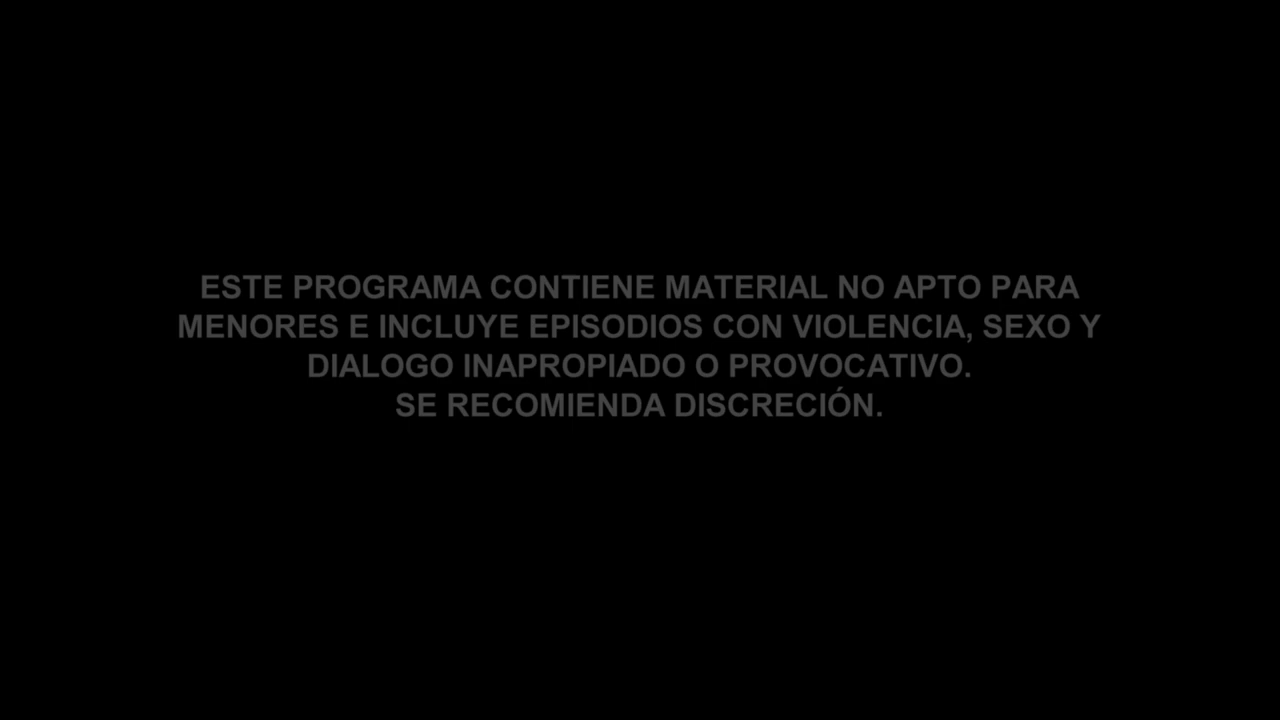 ESTE PROGRAMA CONTIENE MATERIAL NO APTO PARA
MENORES E INCLUYE EPISODIOS CON VIOLENCIA, SEXO Y
DIALOGO INAPROPIADO O PROVOCATIVO.
SE RECOMIENDA DISCRECIÓN.